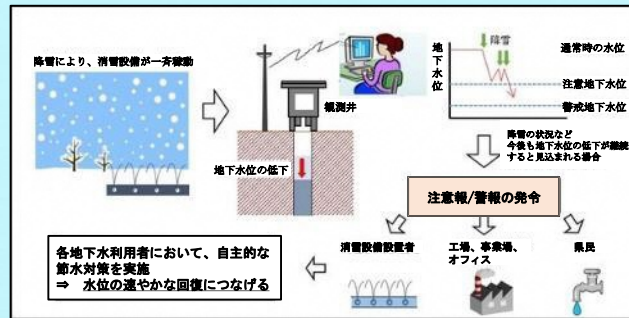 降雪により、消雪設備が一斉稼動
観測井
地下水位の低下
地下水位
降雪
通常時の水位
注意地下水位
警戒地下水位
降雪の状況など
今後も地下水位の低下が継続
すると見込まれる場合
注意報/警報の発令
消雪設備設置者
工場、事業場、
オフィス
県民
各地下水利用者において、自主的な
節水対策を実施
⇒ 水位の速やかな回復につなげる